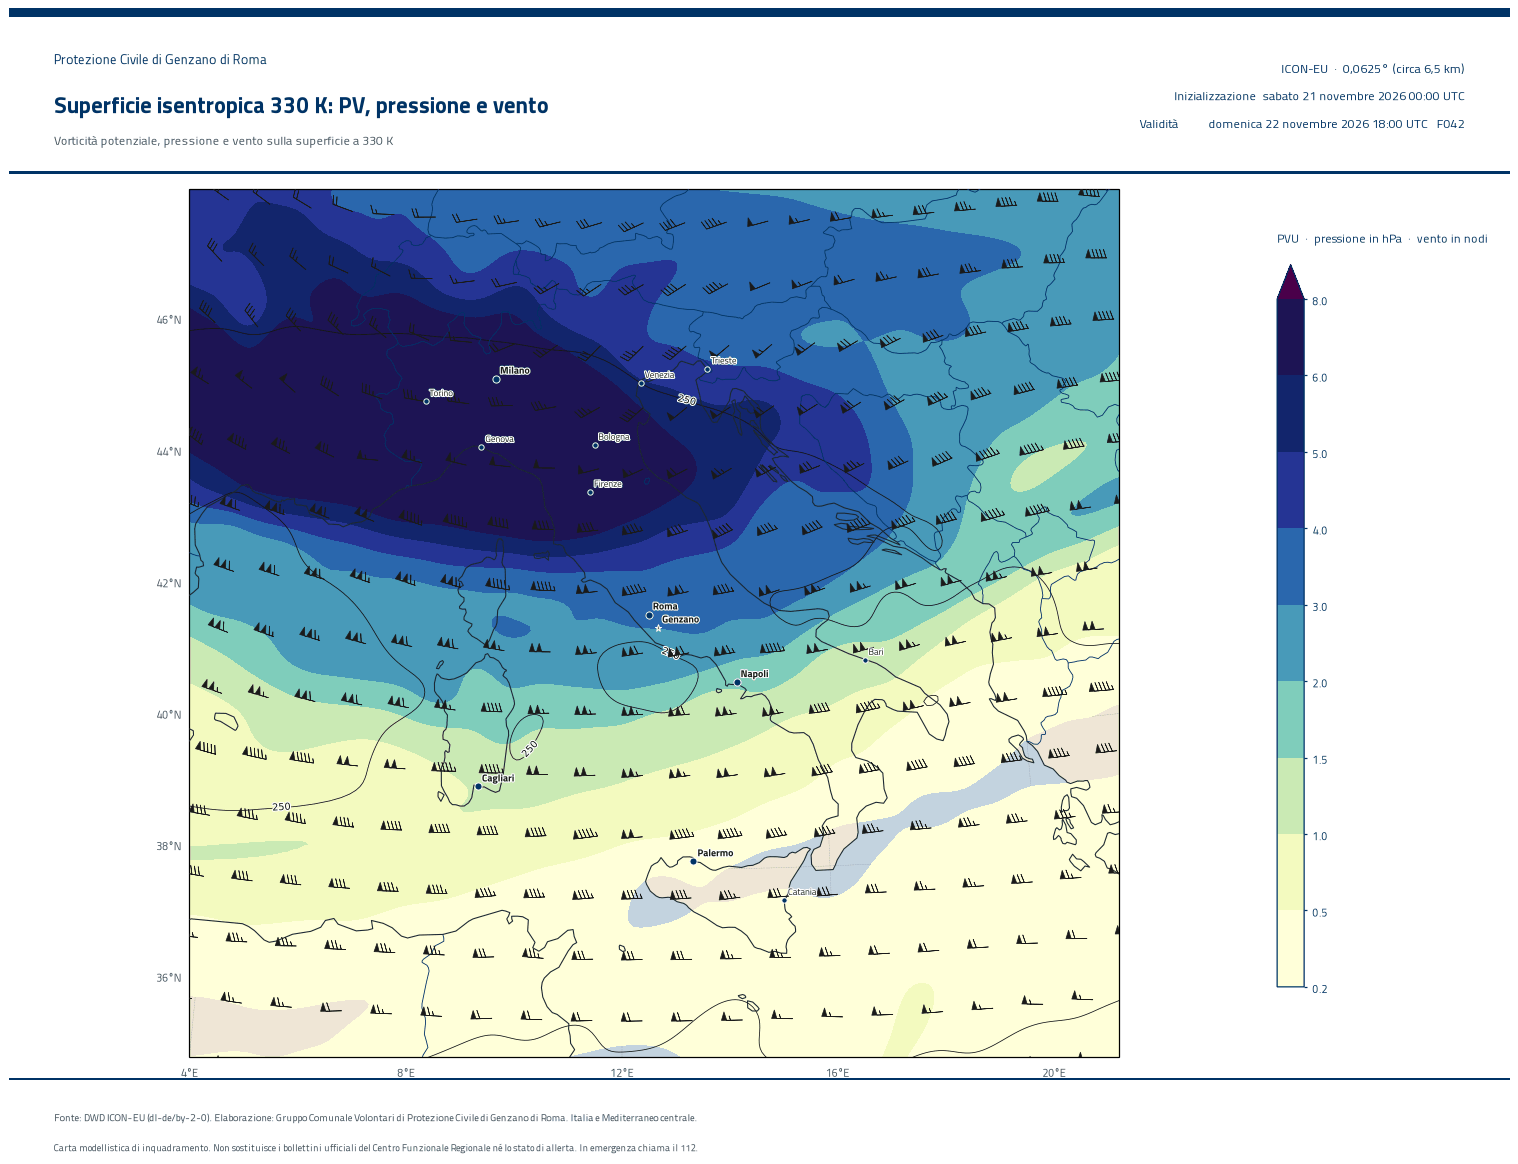 Protezione Civile di Genzano di Roma
Superficie isentropica 330 K: PV, pressione e vento
Vorticità potenziale, pressione e vento sulla superficie a 330 K
ICON-EU · 0,0625° (circa 6,5 km)
Inizializzazione sabato 21 novembre 2026 00:00 UTC
Validità domenica 22 novembre 2026 18:00 UTC F042
PVU · pressione in hPa · vento in nodi
8.0
6.0
5.0
4.0
3.0
2.0
1.5
1.0
0.5
0.2
46°N
44°N
42°N
40°N
38°N
36°N
4°E
8°E
12°E
16°E
20°E
Trieste
Milano
Venezia
Torino
250
Bologna
Genova
Firenze
Roma
Genzano
Bari
Napoli
250
Cagliari
250
Palermo
Catania
Fonte: DWD ICON-EU (dl-de/by-2-0). Elaborazione: Gruppo Comunale Volontari di Protezione Civile di Genzano di Roma. Italia e Mediterraneo centrale.
Carta modellistica di inquadramento. Non sostituisce i bollettini ufficiali del Centro Funzionale Regionale né lo stato di allerta. In emergenza chiama il 112.